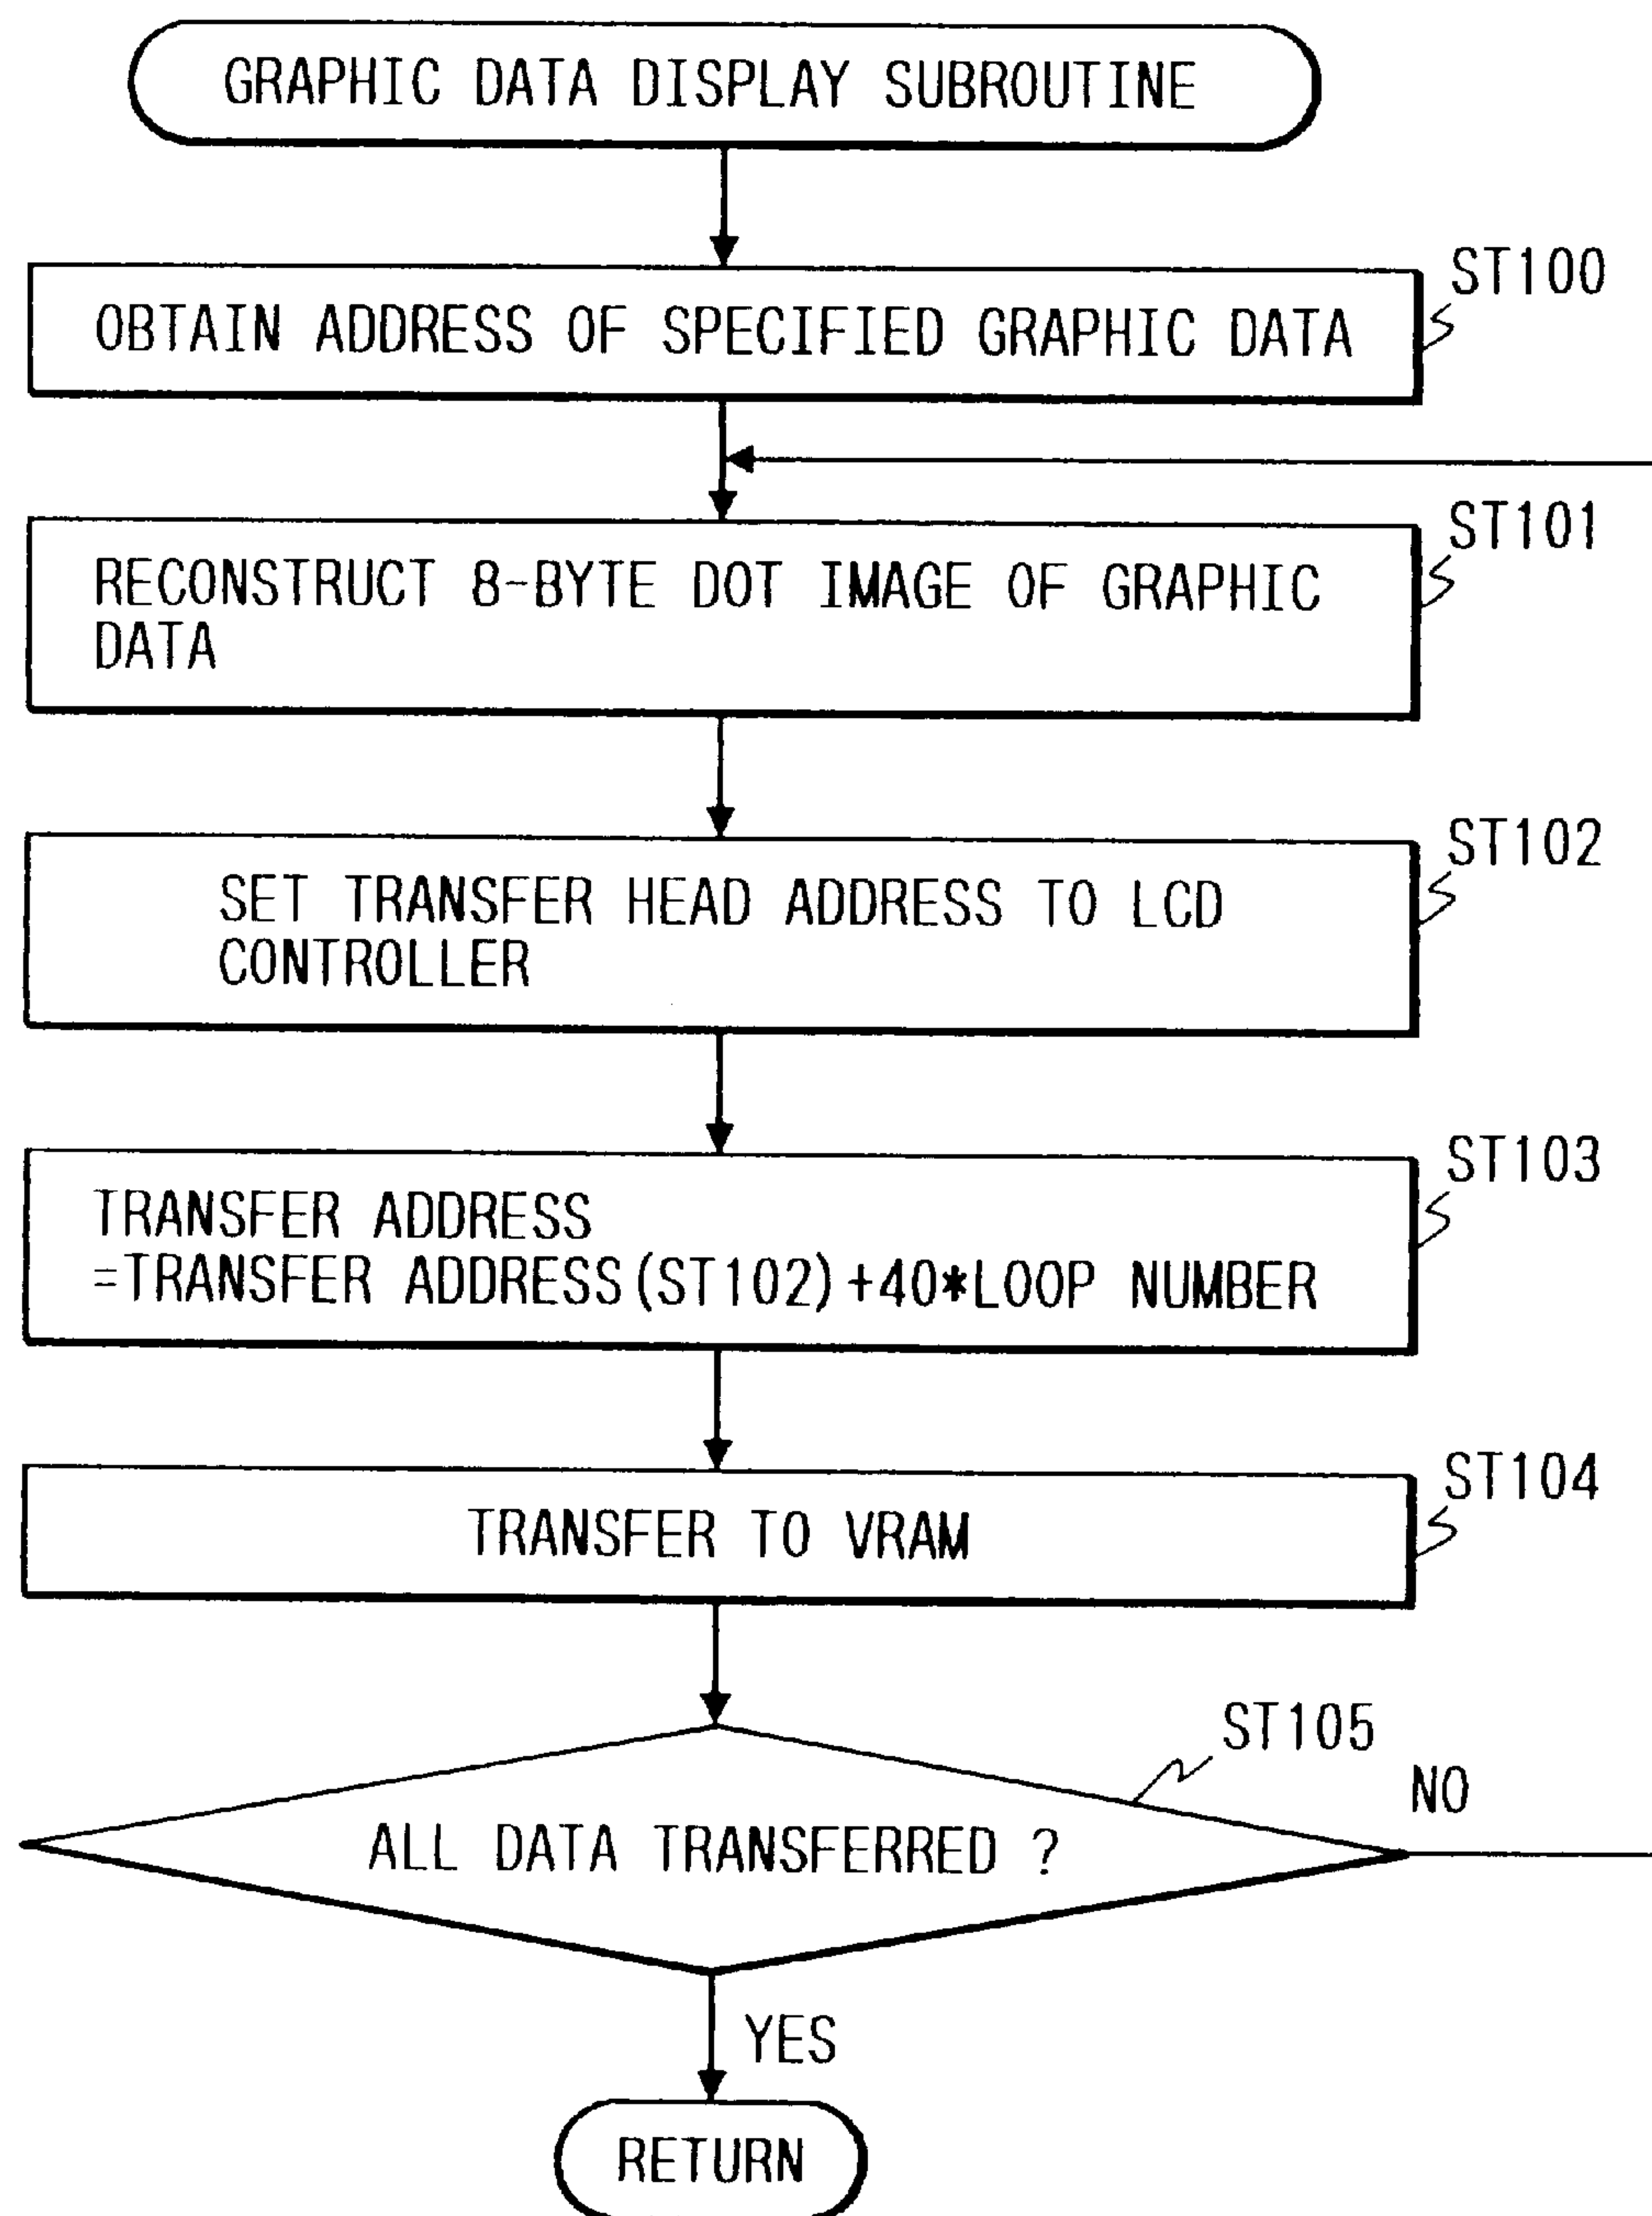 GRAPHIC DATA DISPLAY SUBROUTINE
ST100
OBTAIN ADDRESS OF SPECIFIED GRAPHIC DATA
ST101
RECONSTRUCT 8-BYTE DOT IMAGE OF GRAPHIC
DATA
ST102
SET TRANSFER HEAD ADDRESS TO LCD
CONTROLLER
ST103
TRANSFER ADDRESS
=TRANSFER ADDRESS(ST102)+40*LOOP NUMBER
ST104
TRANSFER TO VRAM
ST105
NO
ALL DATA TRANSFERRED ?
YES
RETURN